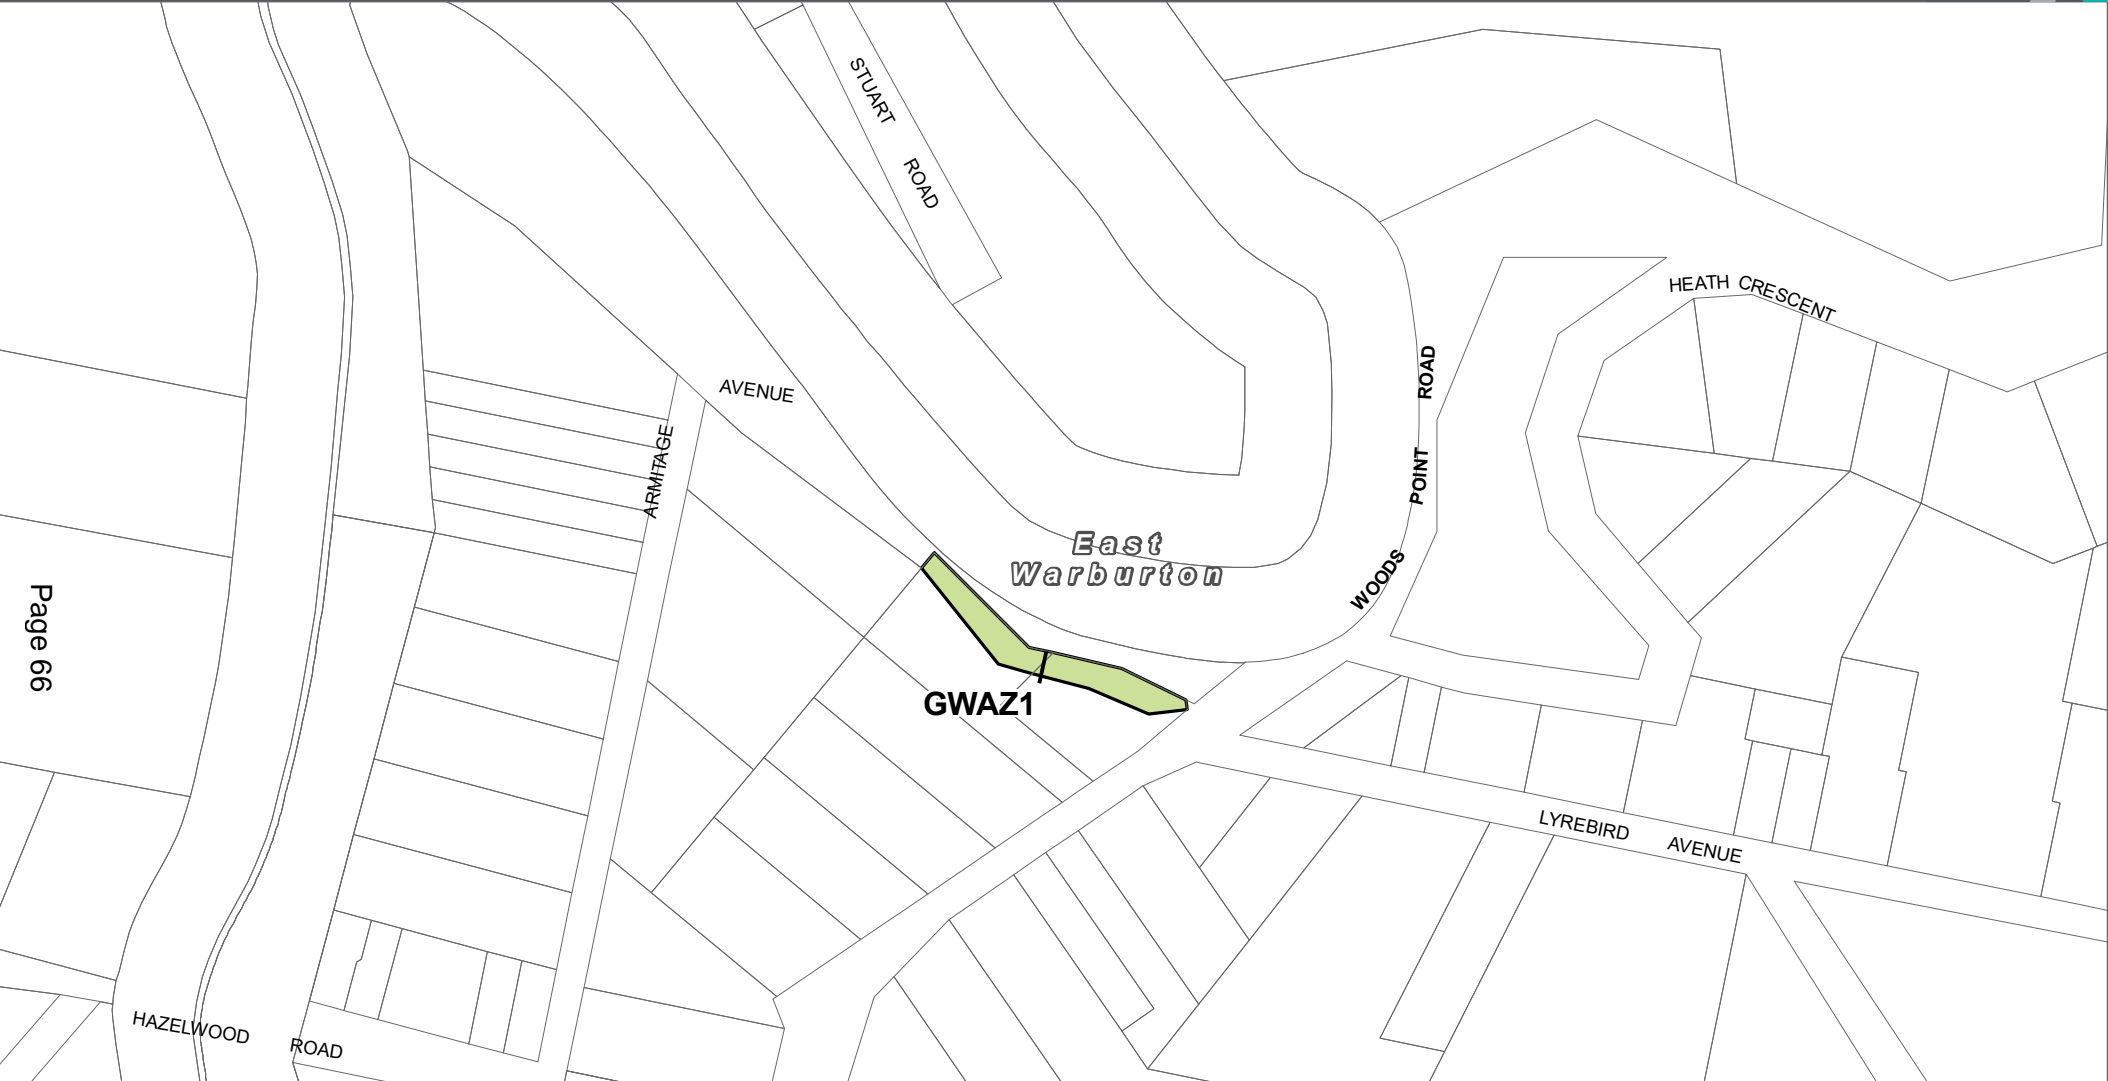 STUART
ROAD
HEATH CRESCENT
ROAD
AVENUE
ARMITAGE
POINT
East
Warburton
WOODS
Page 66
GWAZ1
LYREBIRD
AVENUE
HAZELWOOD
ROAD